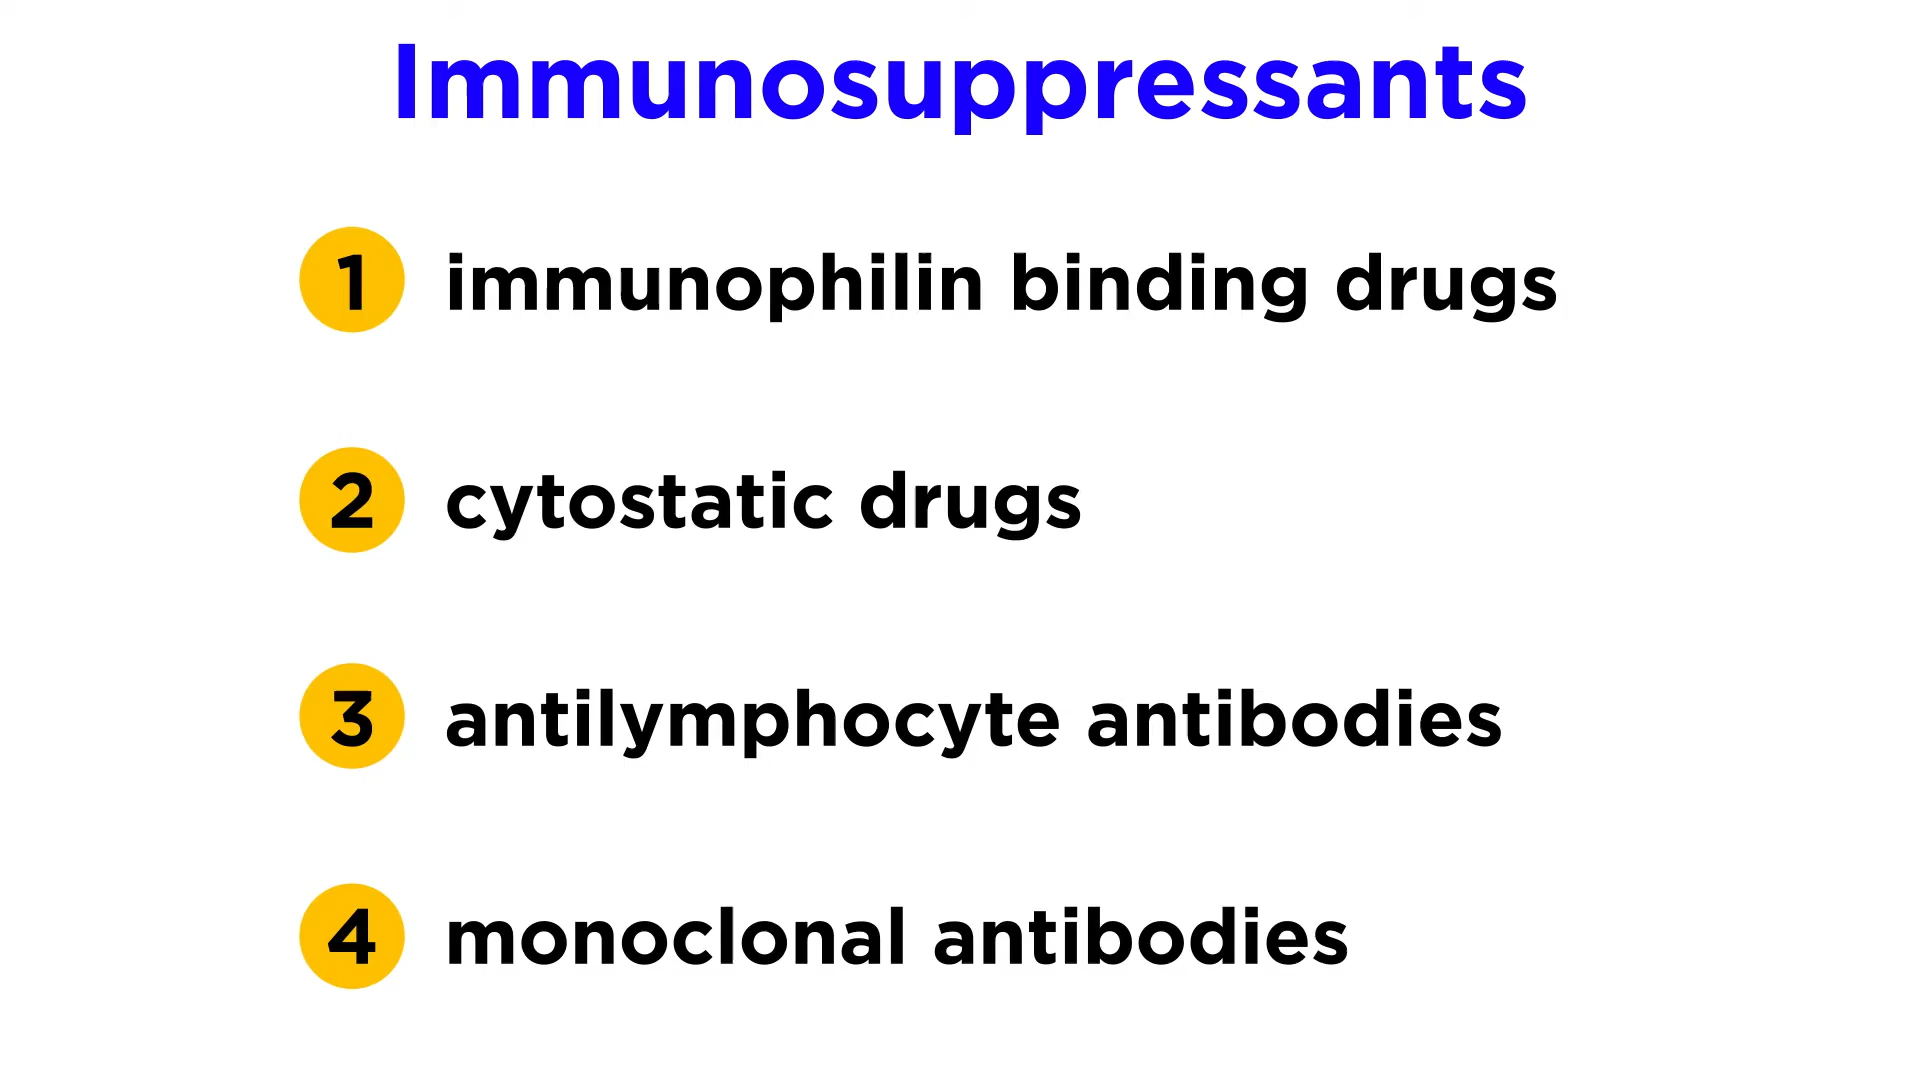 Immunosuppressants
1 immunophilin binding drugs
2 cytostatic drugs
3 antilymphocyte antibodies
4 monoclonal antibodies